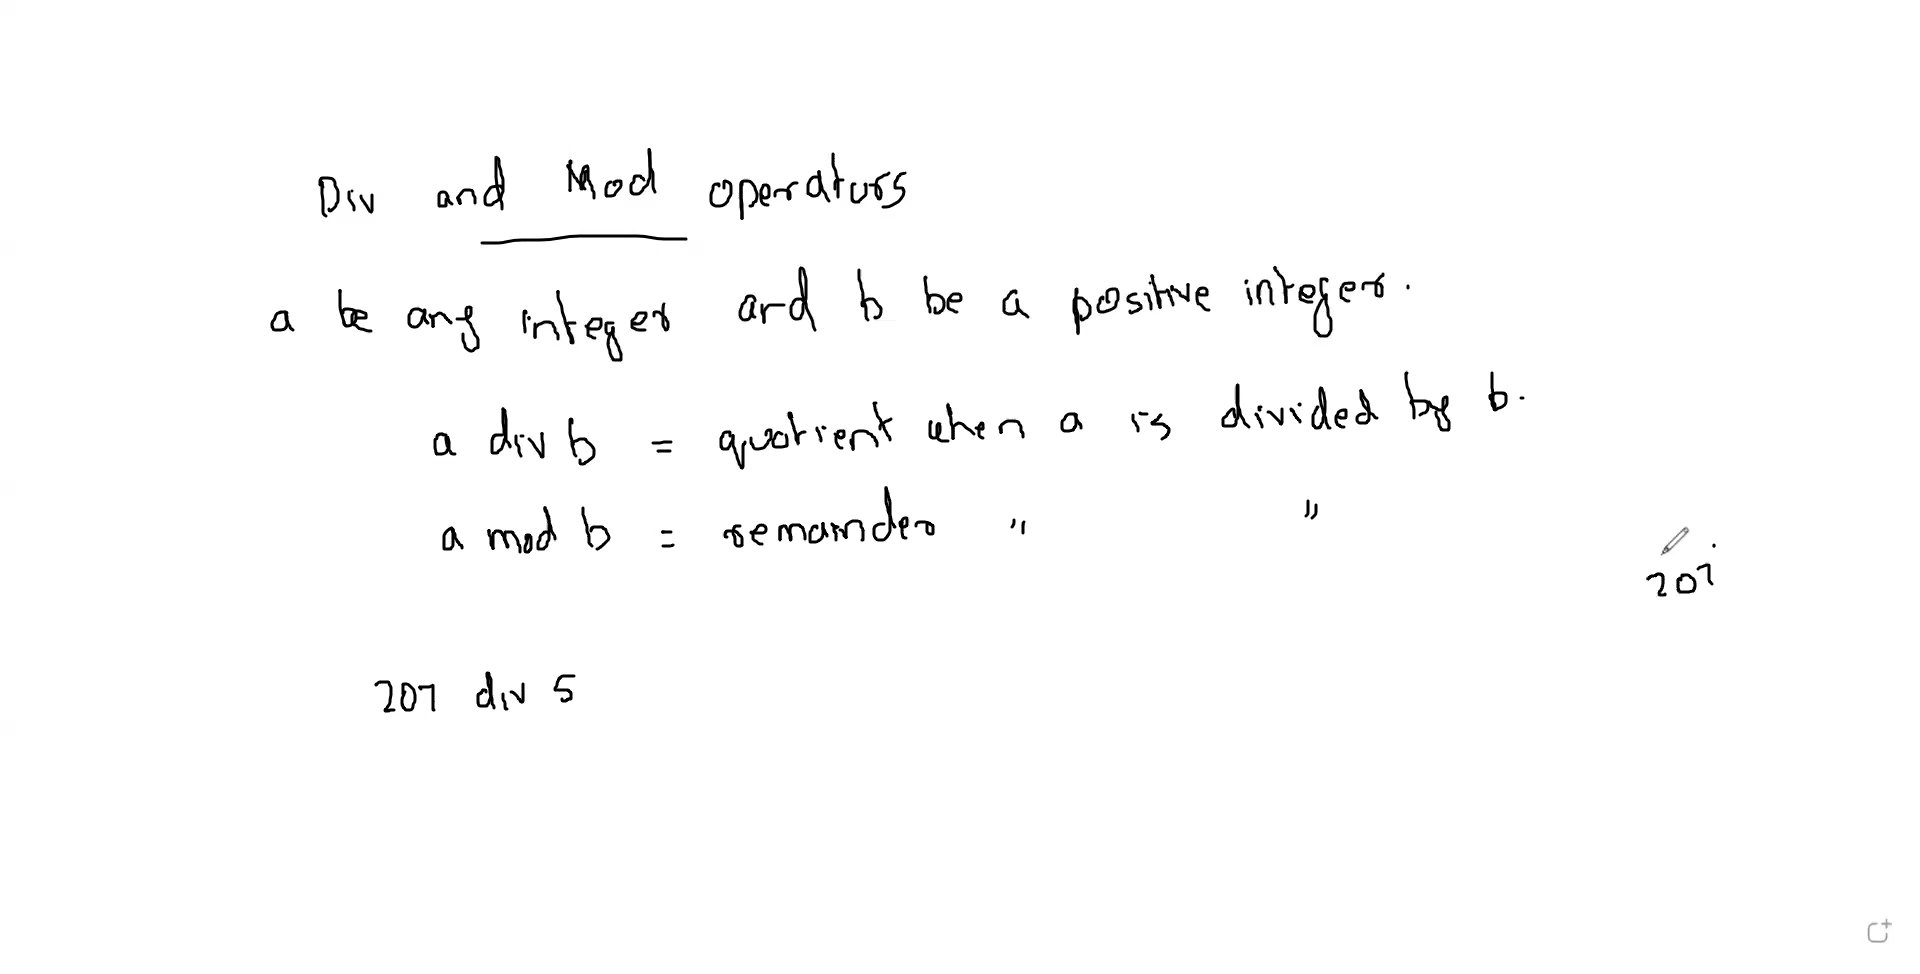 Div and Mod operators
a be any integer and b be a positive integer.
a div b = quotient when a is divided by b.
a mod b = remainder " "
207
207 div 5